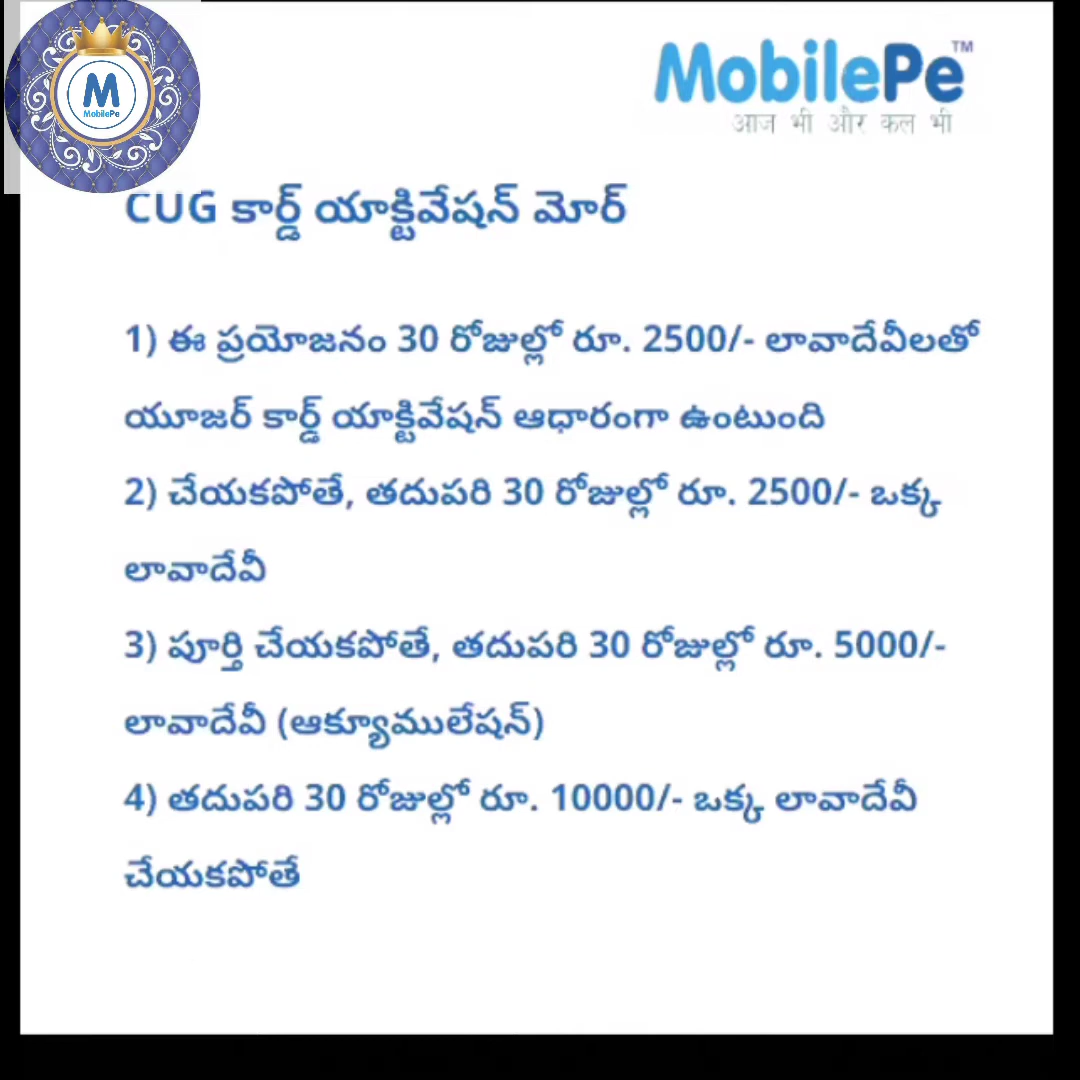 M
MobilePe
MobilePe™
आज भी और कल भी
CUG కార్డ్ యాక్టివేషన్ మోర్
1) ఈ ప్రయోజనం 30 రోజుల్లో రూ. 2500/- లావాదేవీలతో
యూజర్ కార్డ్ యాక్టివేషన్ ఆధారంగా ఉంటుంది
2) చేయకపోతే, తదుపరి 30 రోజుల్లో రూ. 2500/- ఒక్క
లావాదేవీ
3) పూర్తి చేయకపోతే, తదుపరి 30 రోజుల్లో రూ. 5000/-
లావాదేవీ (ఆక్యూములేషన్)
4) తదుపరి 30 రోజుల్లో రూ. 10000/- ఒక్క లావాదేవీ
చేయకపోతే